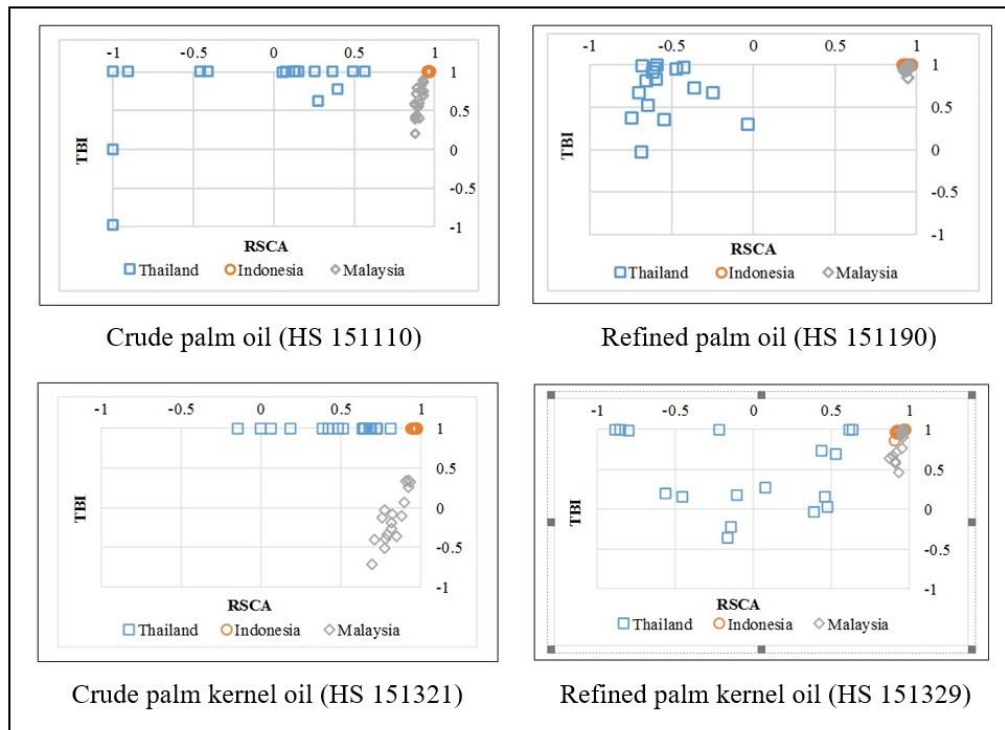 -1 -0.5 0 0.5 1
1
0.5
0
-0.5
-1
TBI
RSCA
Thailand Indonesia Malaysia
Crude palm oil (HS 151110)
-1 -0.5 0 0.5 1
1
0.5
0
-0.5
-1
TBI
RSCA
Thailand Indonesia Malaysia
Refined palm oil (HS 151190)
-1 -0.5 0 0.5 1
1
0.5
0
-0.5
-1
TBI
RSCA
Thailand Indonesia Malaysia
Crude palm kernel oil (HS 151321)
-1 -0.5 0 0.5 1
1
0.5
0
-0.5
-1
TBI
RSCA
Thailand Indonesia Malaysia
Refined palm kernel oil (HS 151329)